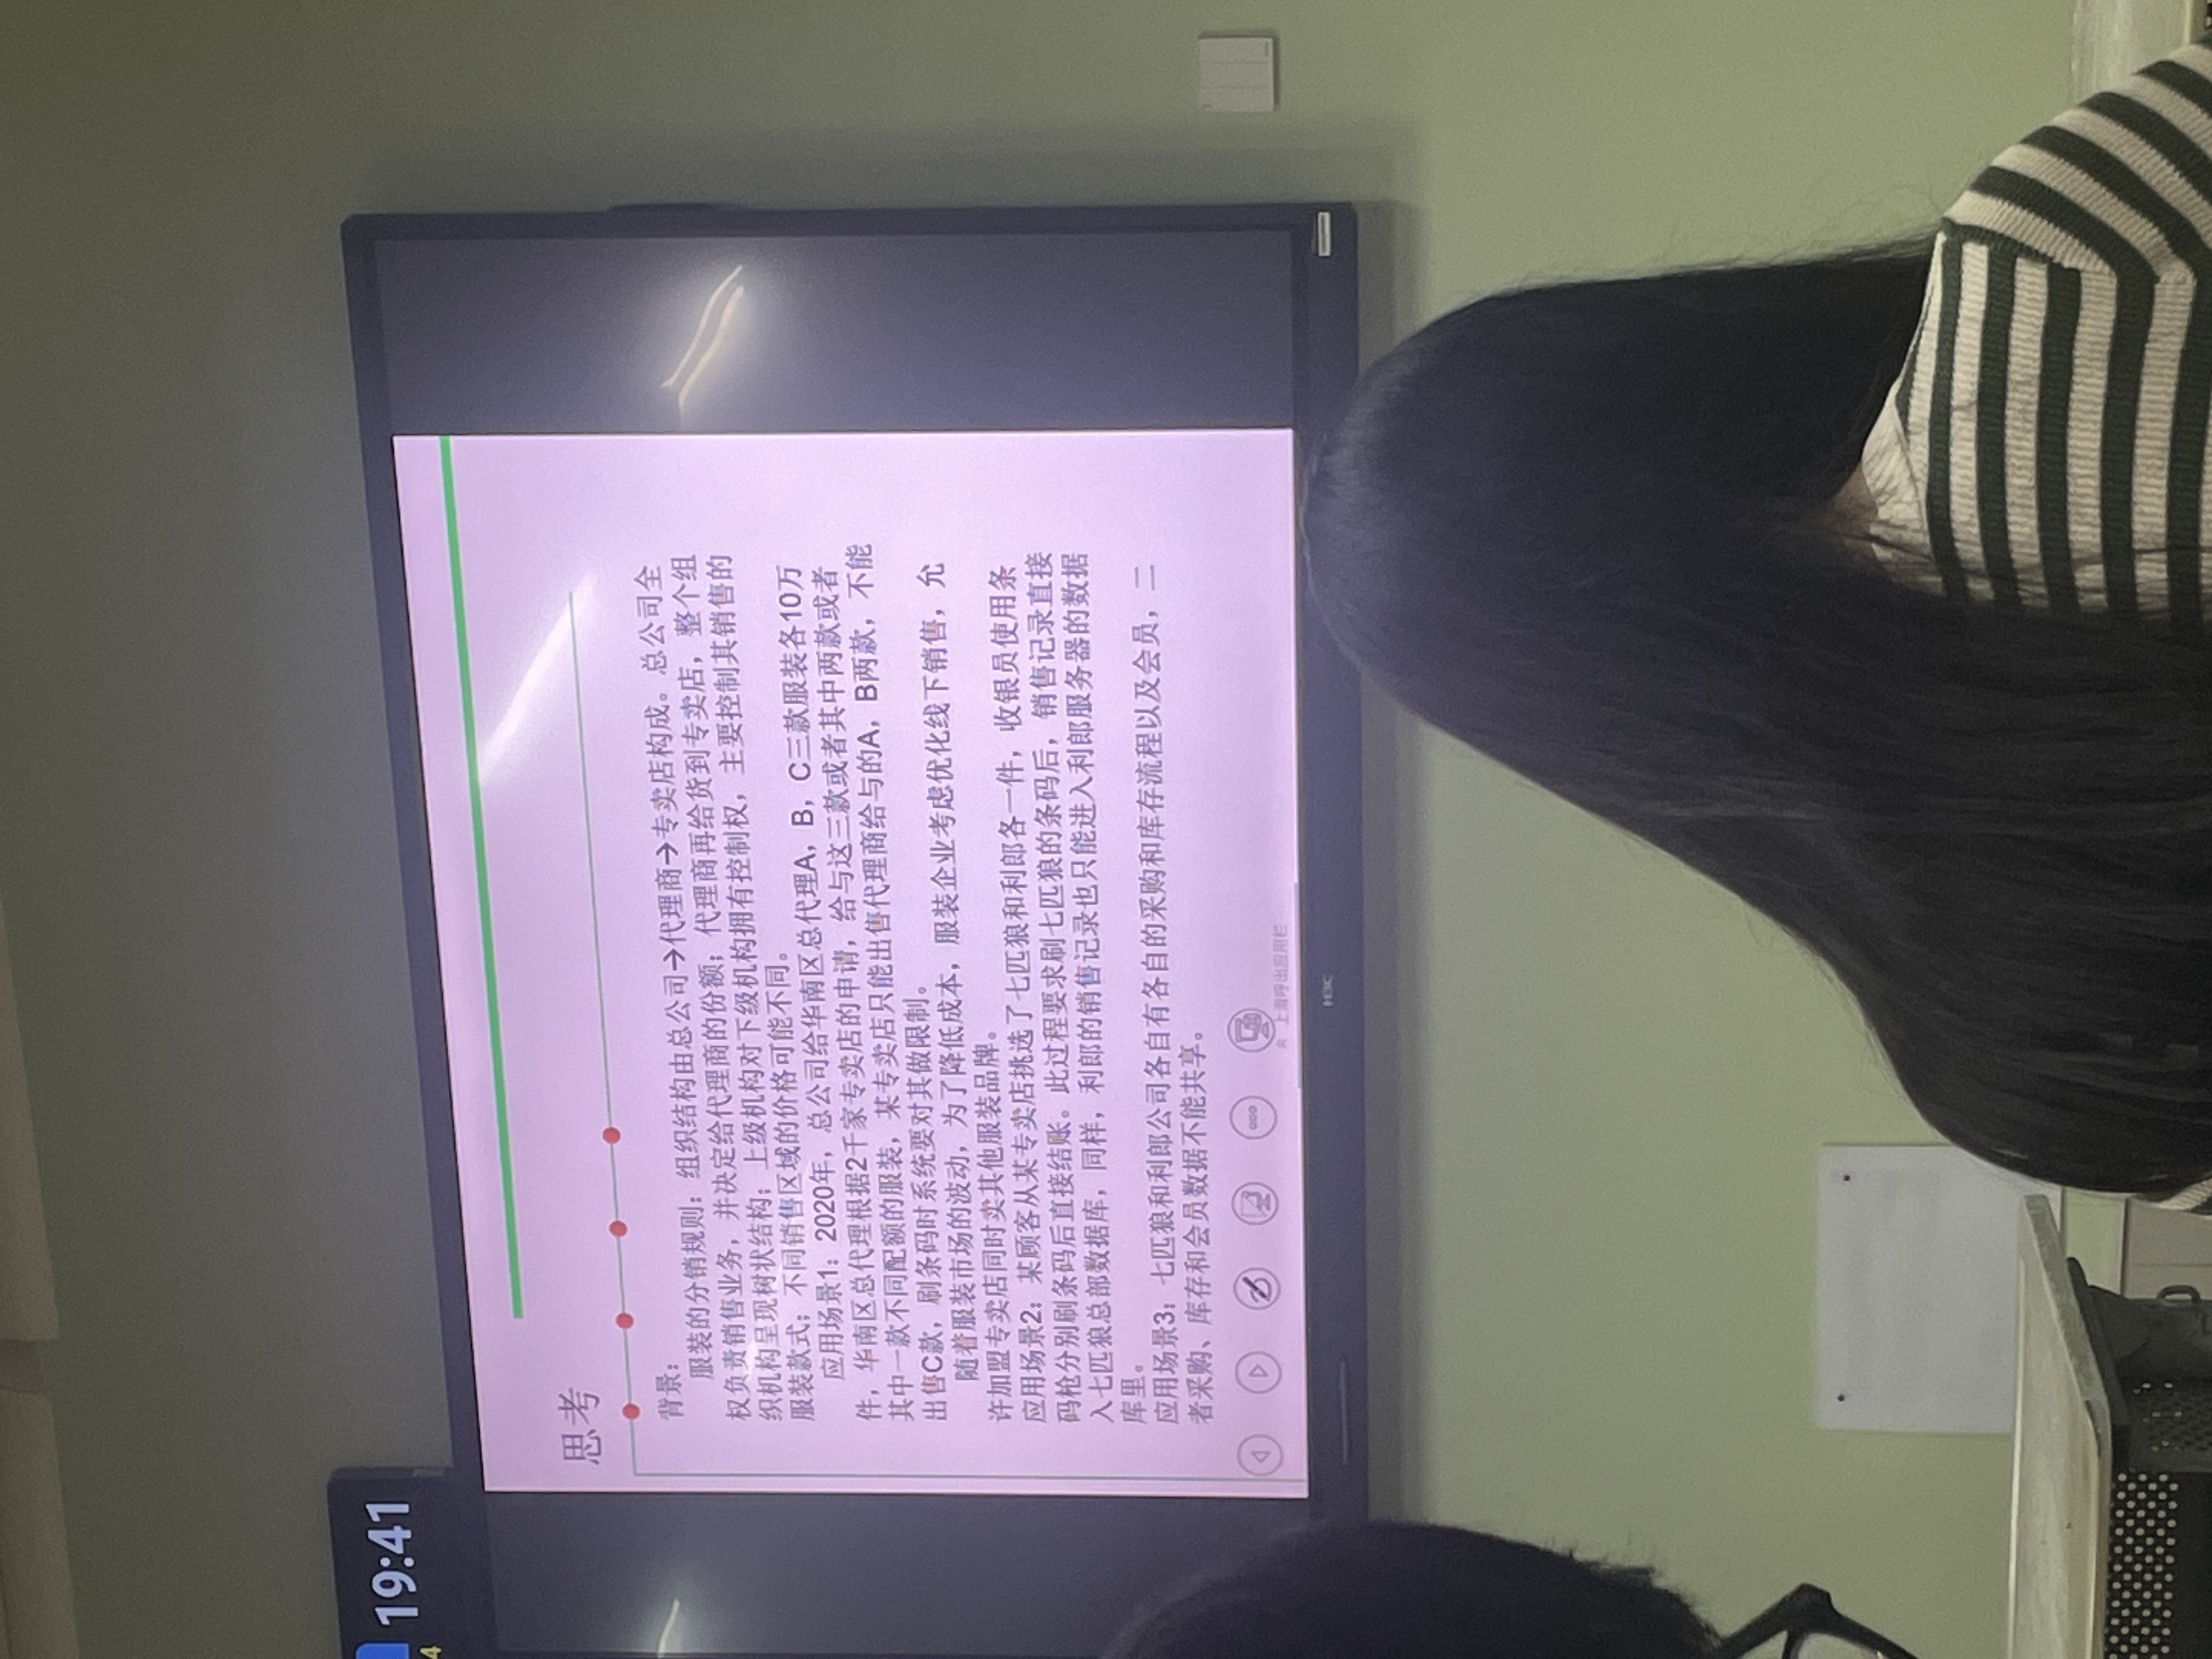 19:41
4
思考
背景：
服装的分销规则：组织结构由总公司→代理商→专卖店构成。总公司全
权负责销售业务，并决定给代理商的份额；代理商再给货到专卖店，整个组
织机构呈现树状结构；上级机构对下级机构拥有控制权，主要控制其销售的
服装款式；不同销售区域的价格可能不同。
应用场景1：2020年，总公司给华南区总代理A，B，C三款服装各10万
件，华南区总代理根据2千家专卖店的申请，给与这三款或者其中两款或者
其中一款不同配额的服装，某专卖店只能出售代理商给与的A，B两款，不能
出售C款，刷条码时系统要对其做限制。
随着服装市场的波动，为了降低成本，服装企业考虑优化线下销售，允
许加盟专卖店同时卖其他服装品牌。
应用场景2：某顾客从某专卖店挑选了七匹狼和利郎各一件，收银员使用条
码枪分别刷条码后直接结账。此过程要求刷七匹狼的条码后，销售记录直接
入七匹狼总部数据库，同样，利郎的销售记录也只能进入利郎服务器的数据
库里。
应用场景3：七匹狼和利郎公司各自有各自的采购和库存流程以及会员，二
者采购、库存和会员数据不能共享。
上滑呼出应用栏
H3C